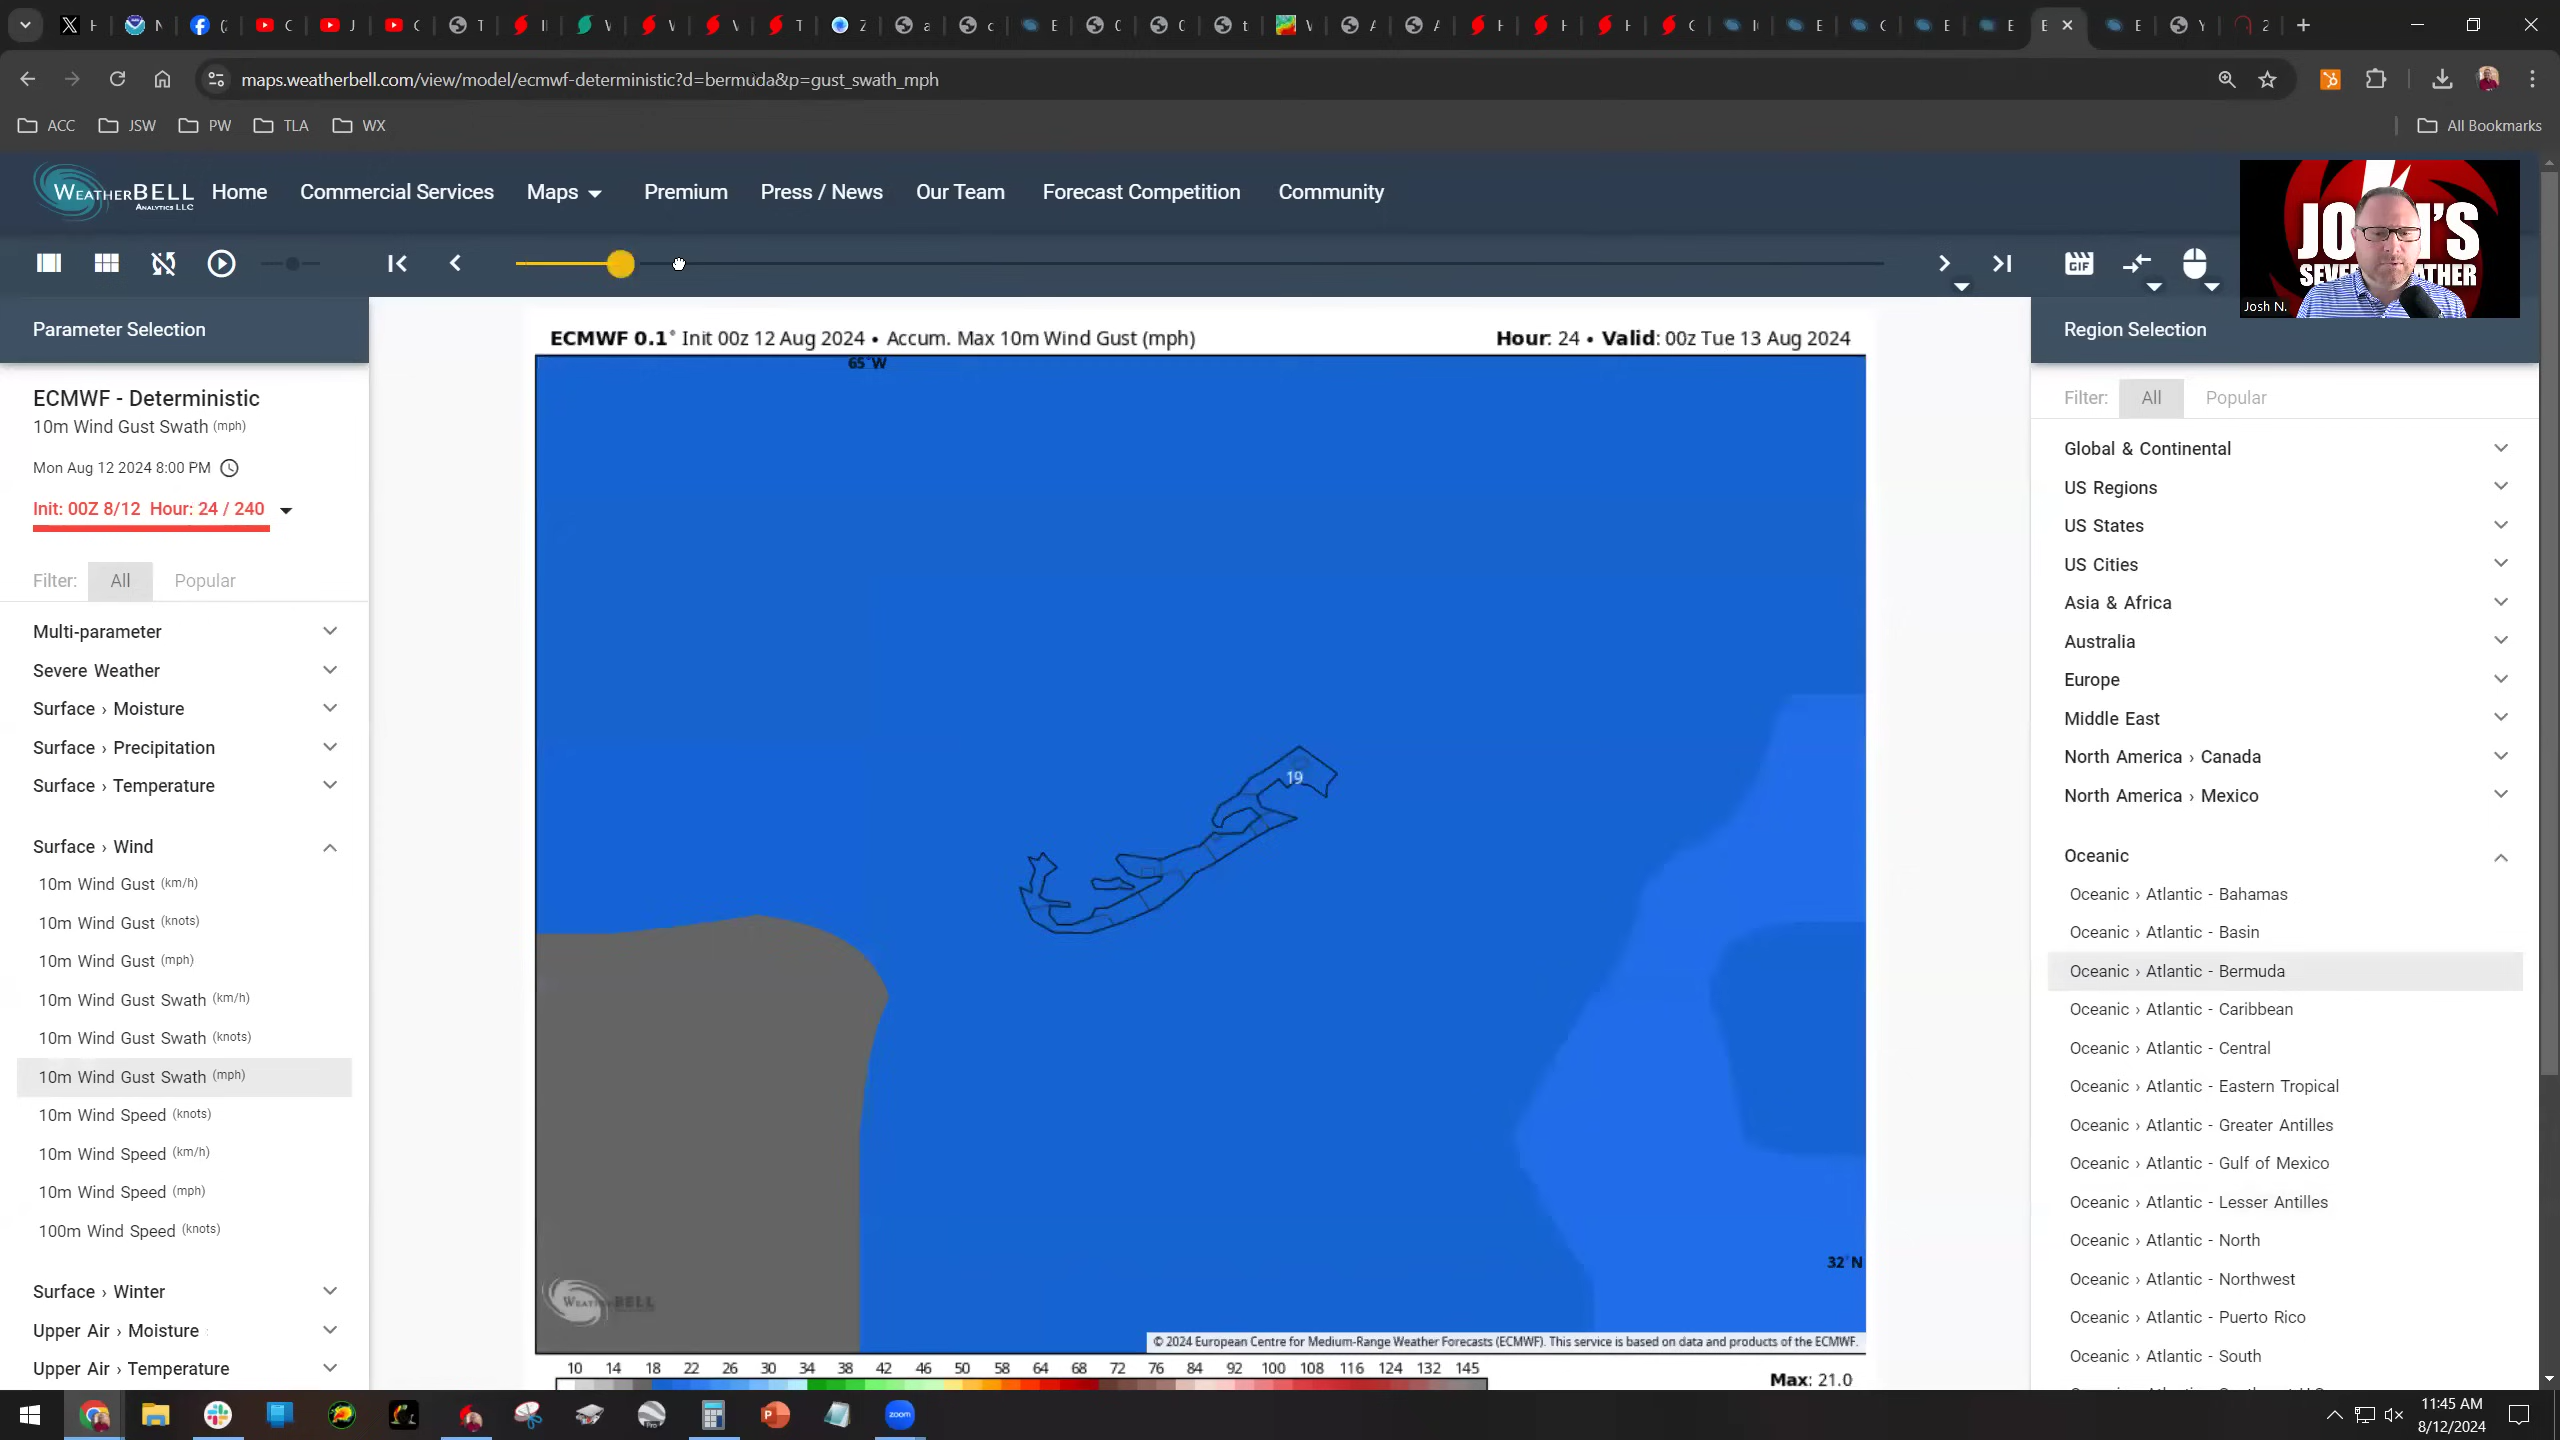 maps.weatherbell.com/view/model/ecmwf-deterministic?d=bermuda&p=gust_swath_mph
ACC JSW PW TLA WX All Bookmarks
WEATHERBELL ANALYTICS LLC
Home Commercial Services Maps Premium Press / News Our Team Forecast Competition Community
GIF
JOSH'S
SEVERE WEATHER
Josh N.
Parameter Selection
ECMWF - Deterministic
10m Wind Gust Swath (mph)
Mon Aug 12 2024 8:00 PM
Init: 00Z 8/12 Hour: 24 / 240
Filter: All Popular
Multi-parameter
Severe Weather
Surface › Moisture
Surface › Precipitation
Surface › Temperature
Surface › Wind
10m Wind Gust (km/h)
10m Wind Gust (knots)
10m Wind Gust (mph)
10m Wind Gust Swath (km/h)
10m Wind Gust Swath (knots)
10m Wind Gust Swath (mph)
10m Wind Speed (knots)
10m Wind Speed (km/h)
10m Wind Speed (mph)
100m Wind Speed (knots)
Surface › Winter
Upper Air › Moisture
Upper Air › Temperature
ECMWF 0.1° Init 00z 12 Aug 2024 • Accum. Max 10m Wind Gust (mph)
Hour: 24 • Valid: 00z Tue 13 Aug 2024
65°W
19
32°N
WEATHERBELL
© 2024 European Centre for Medium-Range Weather Forecasts (ECMWF). This service is based on data and products of the ECMWF.
10 14 18 22 26 30 34 38 42 46 50 58 64 68 72 76 84 92 100 108 116 124 132 145
Max: 21.0
Region Selection
Filter: All Popular
Global & Continental
US Regions
US States
US Cities
Asia & Africa
Australia
Europe
Middle East
North America › Canada
North America › Mexico
Oceanic
Oceanic › Atlantic - Bahamas
Oceanic › Atlantic - Basin
Oceanic › Atlantic - Bermuda
Oceanic › Atlantic - Caribbean
Oceanic › Atlantic - Central
Oceanic › Atlantic - Eastern Tropical
Oceanic › Atlantic - Greater Antilles
Oceanic › Atlantic - Gulf of Mexico
Oceanic › Atlantic - Lesser Antilles
Oceanic › Atlantic - North
Oceanic › Atlantic - Northwest
Oceanic › Atlantic - Puerto Rico
Oceanic › Atlantic - South
zoom
11:45 AM
8/12/2024